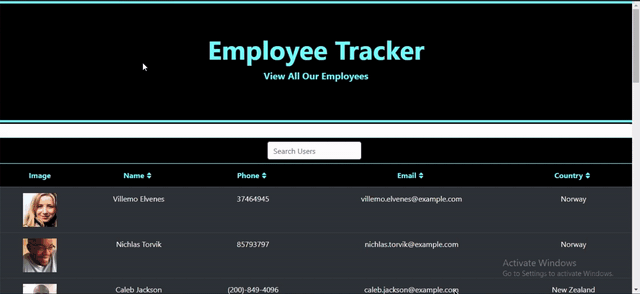 Employee Tracker
View All Our Employees
Search Users
Image Name Phone Email Country
Villemo Elvenes 37464945 villemo.elvenes@example.com Norway
Nichlas Torvik 85793797 nichlas.torvik@example.com Norway
Activate Windows
Go to Settings to activate Windows.
Caleb Jackson (200)-849-4096 caleb.jackson@example.com New Zealand